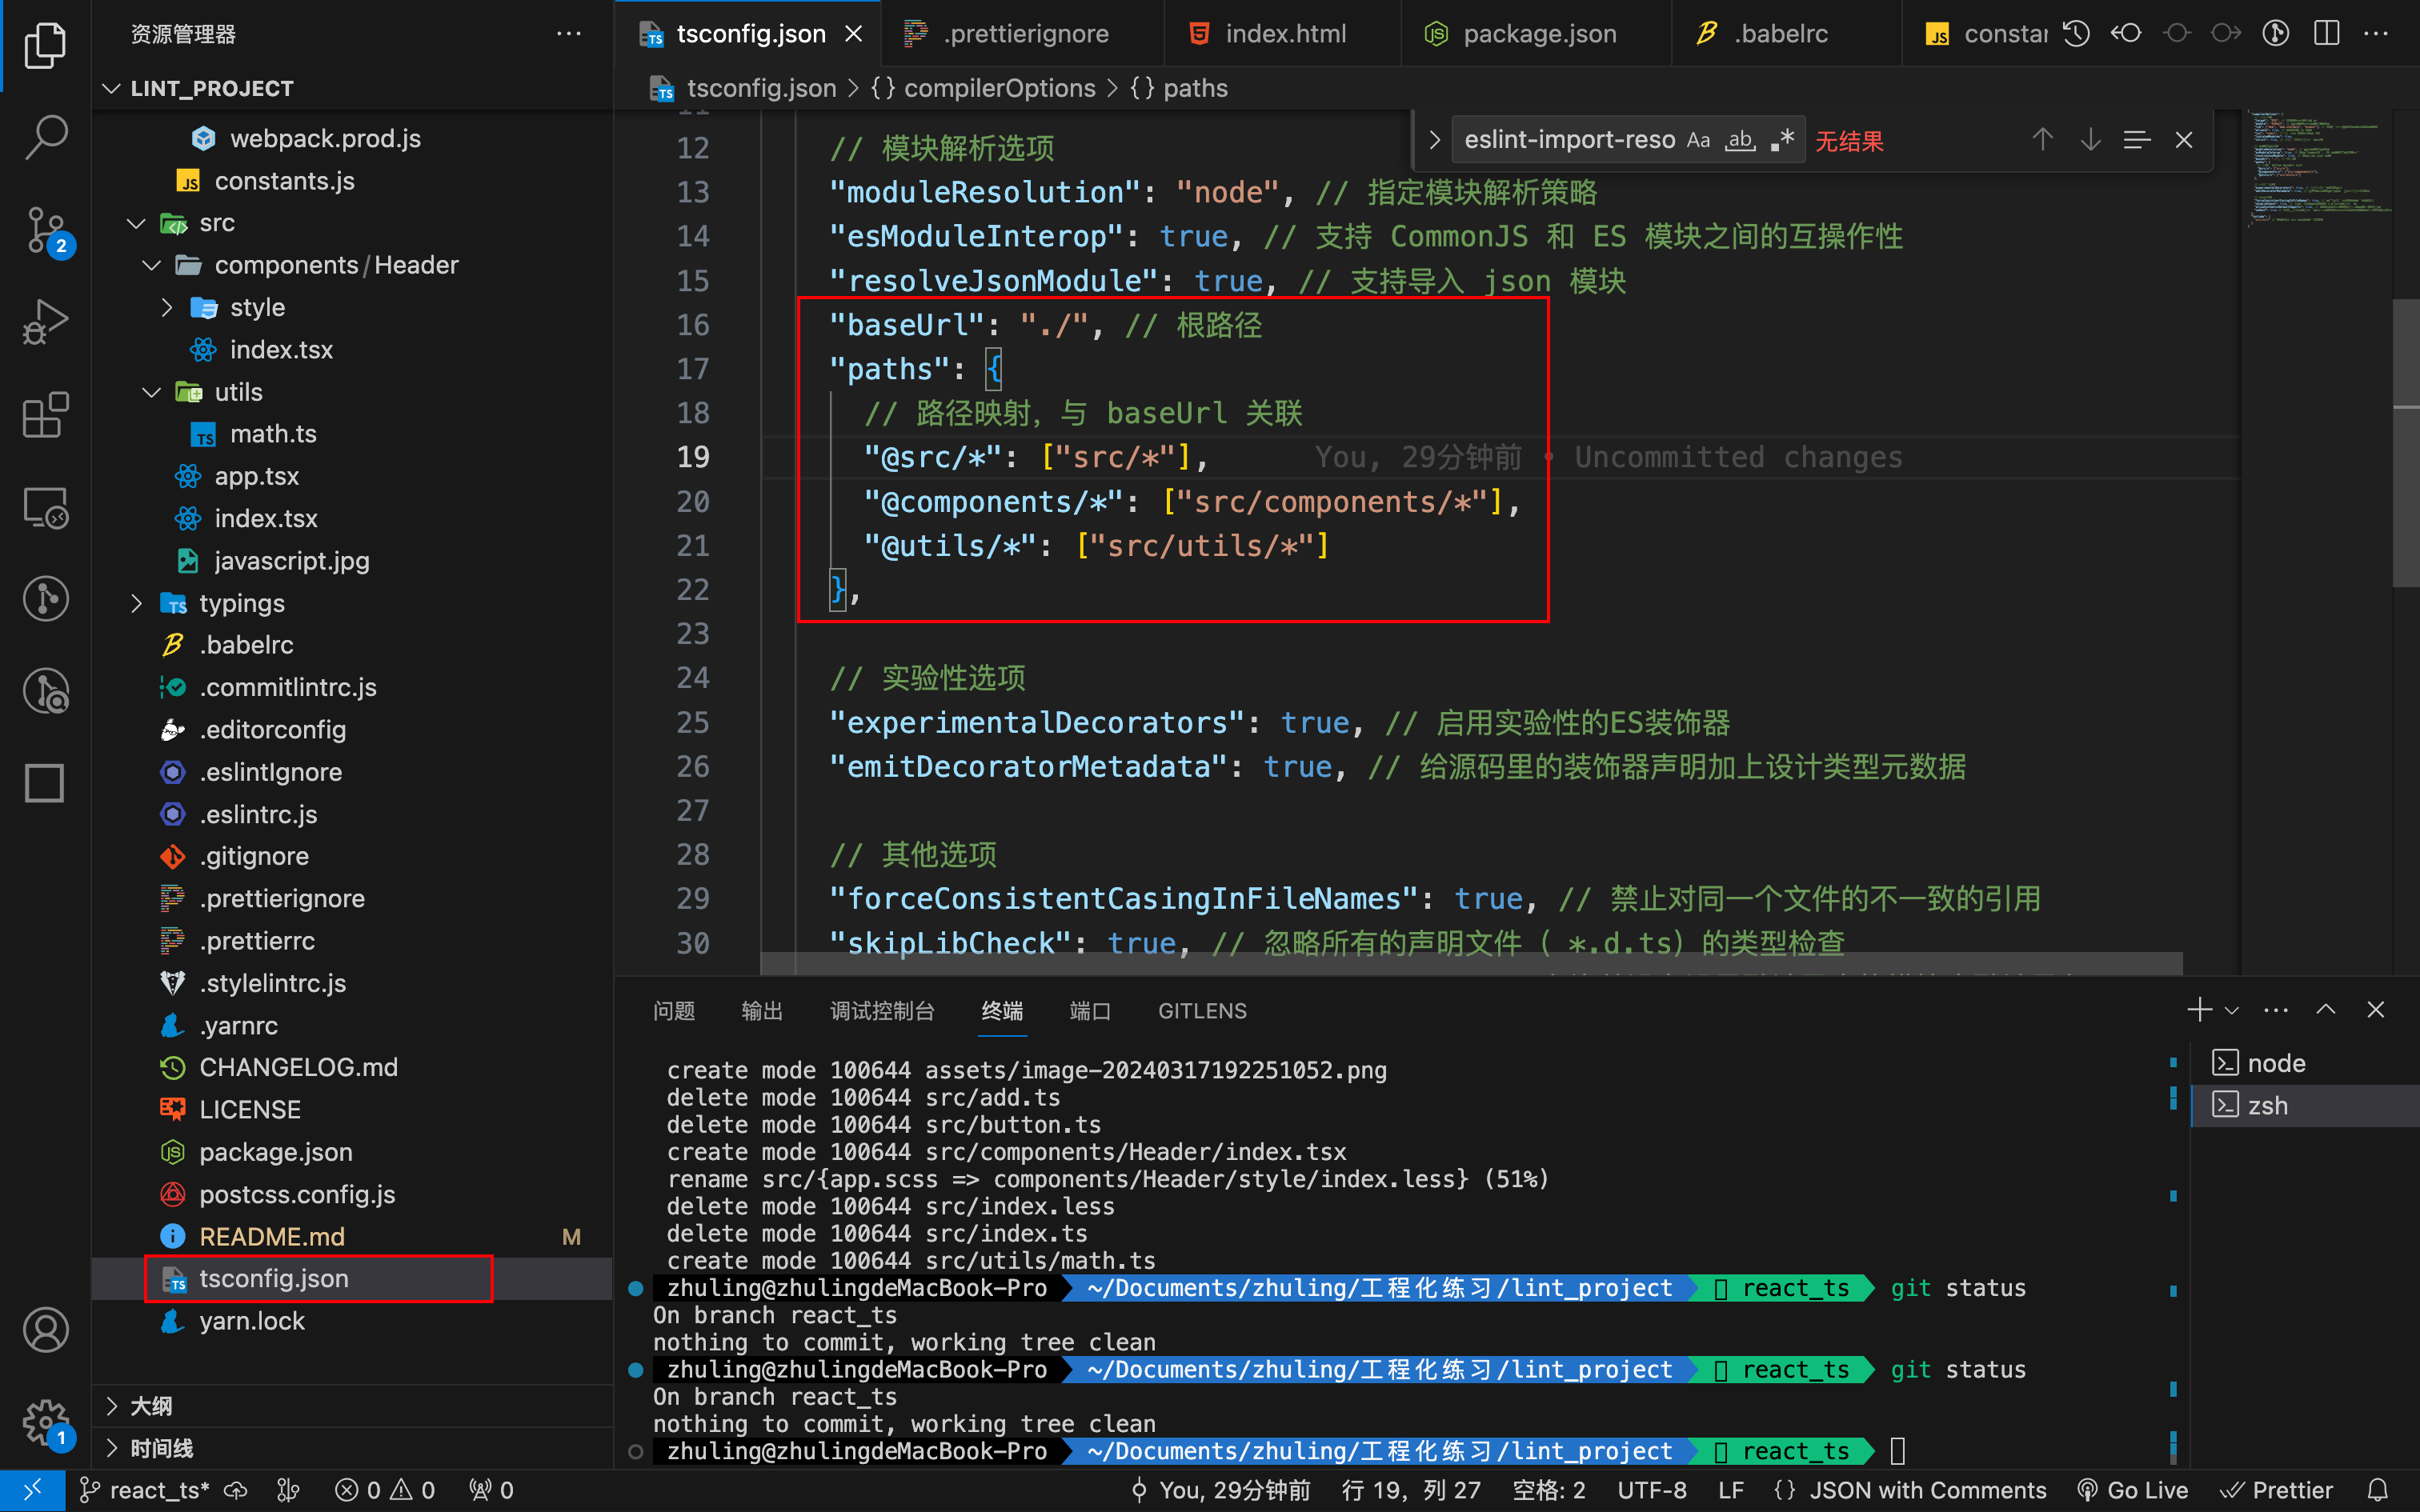 资源管理器
LINT_PROJECT
webpack.prod.js
constants.js
src
components/Header
style
index.tsx
utils
math.ts
app.tsx
index.tsx
javascript.jpg
typings
.babelrc
.commitlintrc.js
.editorconfig
.eslintIgnore
.eslintrc.js
.gitignore
.prettierignore
.prettierrc
.stylelintrc.js
.yarnrc
CHANGELOG.md
LICENSE
package.json
postcss.config.js
README.md M
tsconfig.json
yarn.lock
大纲
时间线
2
1
tsconfig.json .prettierignore index.html package.json .babelrc constar
tsconfig.json > {} compilerOptions > {} paths
eslint-import-reso Aa ab .* 无结果
11
12 // 模块解析选项
13 "moduleResolution": "node", // 指定模块解析策略
14 "esModuleInterop": true, // 支持 CommonJS 和 ES 模块之间的互操作性
15 "resolveJsonModule": true, // 支持导入 json 模块
16 "baseUrl": "./", // 根路径
17 "paths": {
18 // 路径映射，与 baseUrl 关联
19 "@src/*": ["src/*"], You, 29分钟前 • Uncommitted changes
20 "@components/*": ["src/components/*"],
21 "@utils/*": ["src/utils/*"]
22 },
23
24 // 实验性选项
25 "experimentalDecorators": true, // 启用实验性的ES装饰器
26 "emitDecoratorMetadata": true, // 给源码里的装饰器声明加上设计类型元数据
27
28 // 其他选项
29 "forceConsistentCasingInFileNames": true, // 禁止对同一个文件的不一致的引用
30 "skipLibCheck": true, // 忽略所有的声明文件（ *.d.ts）的类型检查
问题 输出 调试控制台 终端 端口 GITLENS
create mode 100644 assets/image-20240317192251052.png
delete mode 100644 src/add.ts
delete mode 100644 src/button.ts
create mode 100644 src/components/Header/index.tsx
rename src/{app.scss => components/Header/style/index.less} (51%)
delete mode 100644 src/index.less
delete mode 100644 src/index.ts
create mode 100644 src/utils/math.ts
zhuling@zhulingdeMacBook-Pro ~/Documents/zhuling/工程化练习/lint_project react_ts git status
On branch react_ts
nothing to commit, working tree clean
zhuling@zhulingdeMacBook-Pro ~/Documents/zhuling/工程化练习/lint_project react_ts git status
On branch react_ts
nothing to commit, working tree clean
zhuling@zhulingdeMacBook-Pro ~/Documents/zhuling/工程化练习/lint_project react_ts
node
zsh
react_ts* 0 0 0 You, 29分钟前 行 19，列 27 空格: 2 UTF-8 LF {} JSON with Comments Go Live Prettier